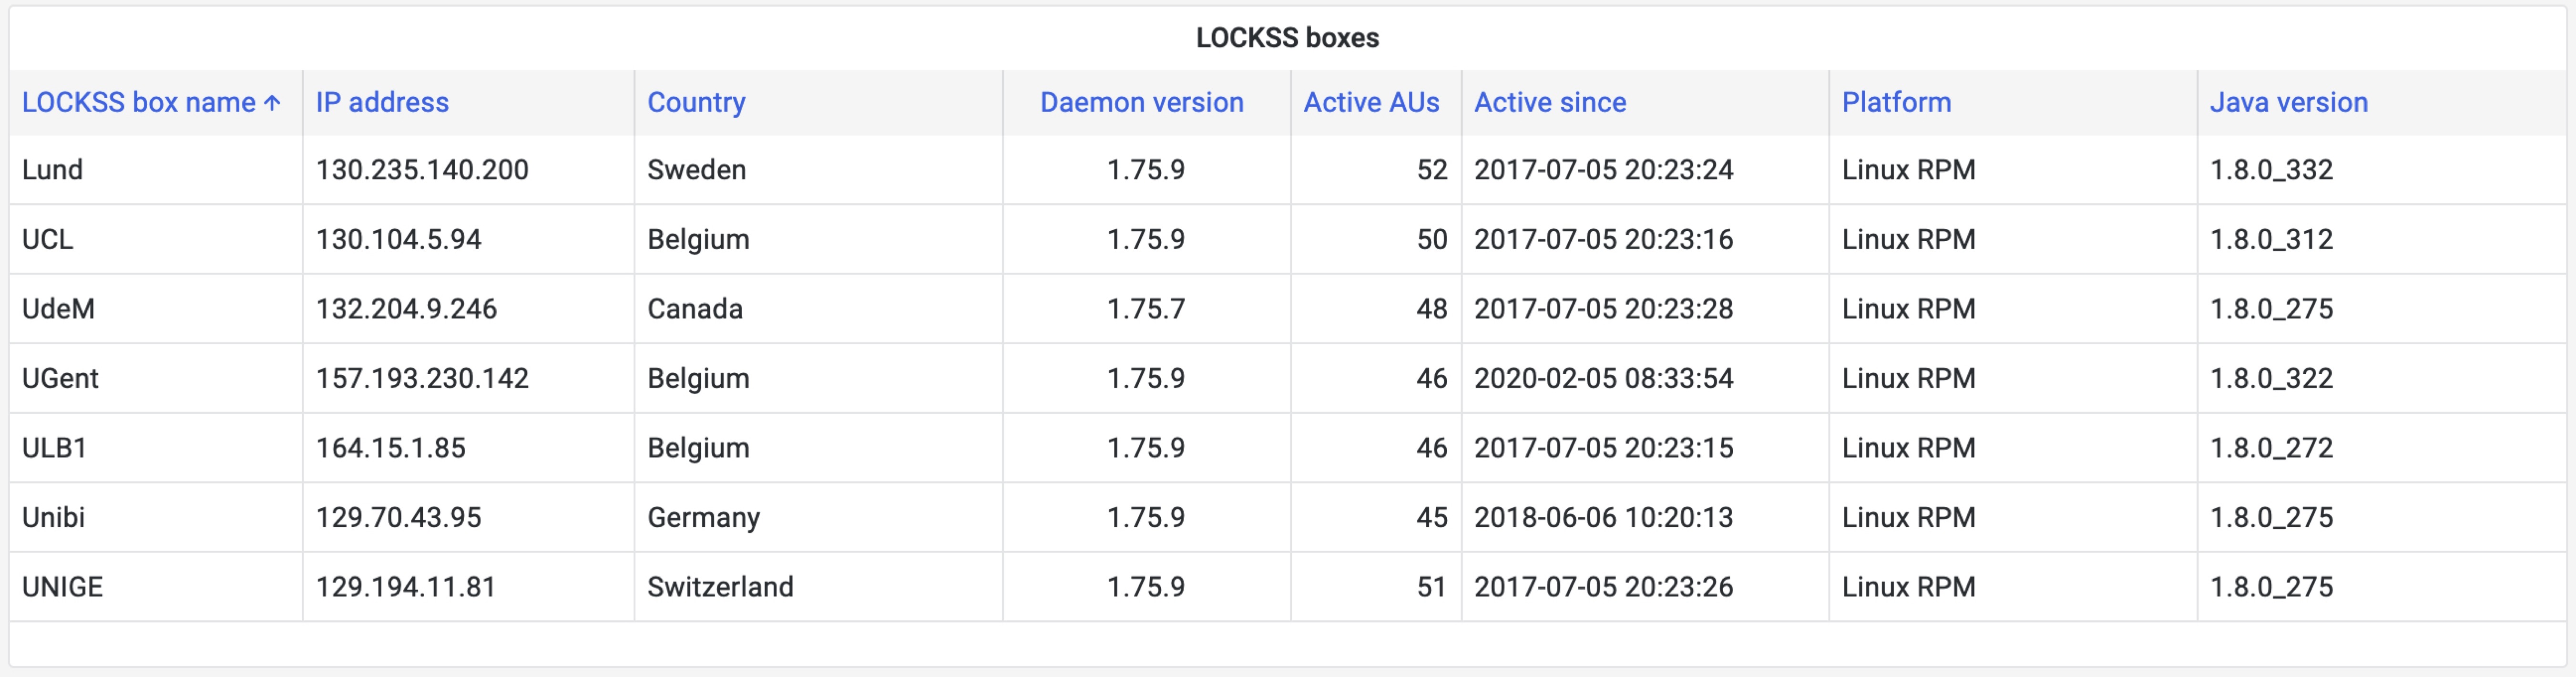 LOCKSS boxes
LOCKSS box name ↑ IP address Country Daemon version Active AUs Active since Platform Java version
Lund 130.235.140.200 Sweden 1.75.9 52 2017-07-05 20:23:24 Linux RPM 1.8.0_332
UCL 130.104.5.94 Belgium 1.75.9 50 2017-07-05 20:23:16 Linux RPM 1.8.0_312
UdeM 132.204.9.246 Canada 1.75.7 48 2017-07-05 20:23:28 Linux RPM 1.8.0_275
UGent 157.193.230.142 Belgium 1.75.9 46 2020-02-05 08:33:54 Linux RPM 1.8.0_322
ULB1 164.15.1.85 Belgium 1.75.9 46 2017-07-05 20:23:15 Linux RPM 1.8.0_272
Unibi 129.70.43.95 Germany 1.75.9 45 2018-06-06 10:20:13 Linux RPM 1.8.0_275
UNIGE 129.194.11.81 Switzerland 1.75.9 51 2017-07-05 20:23:26 Linux RPM 1.8.0_275